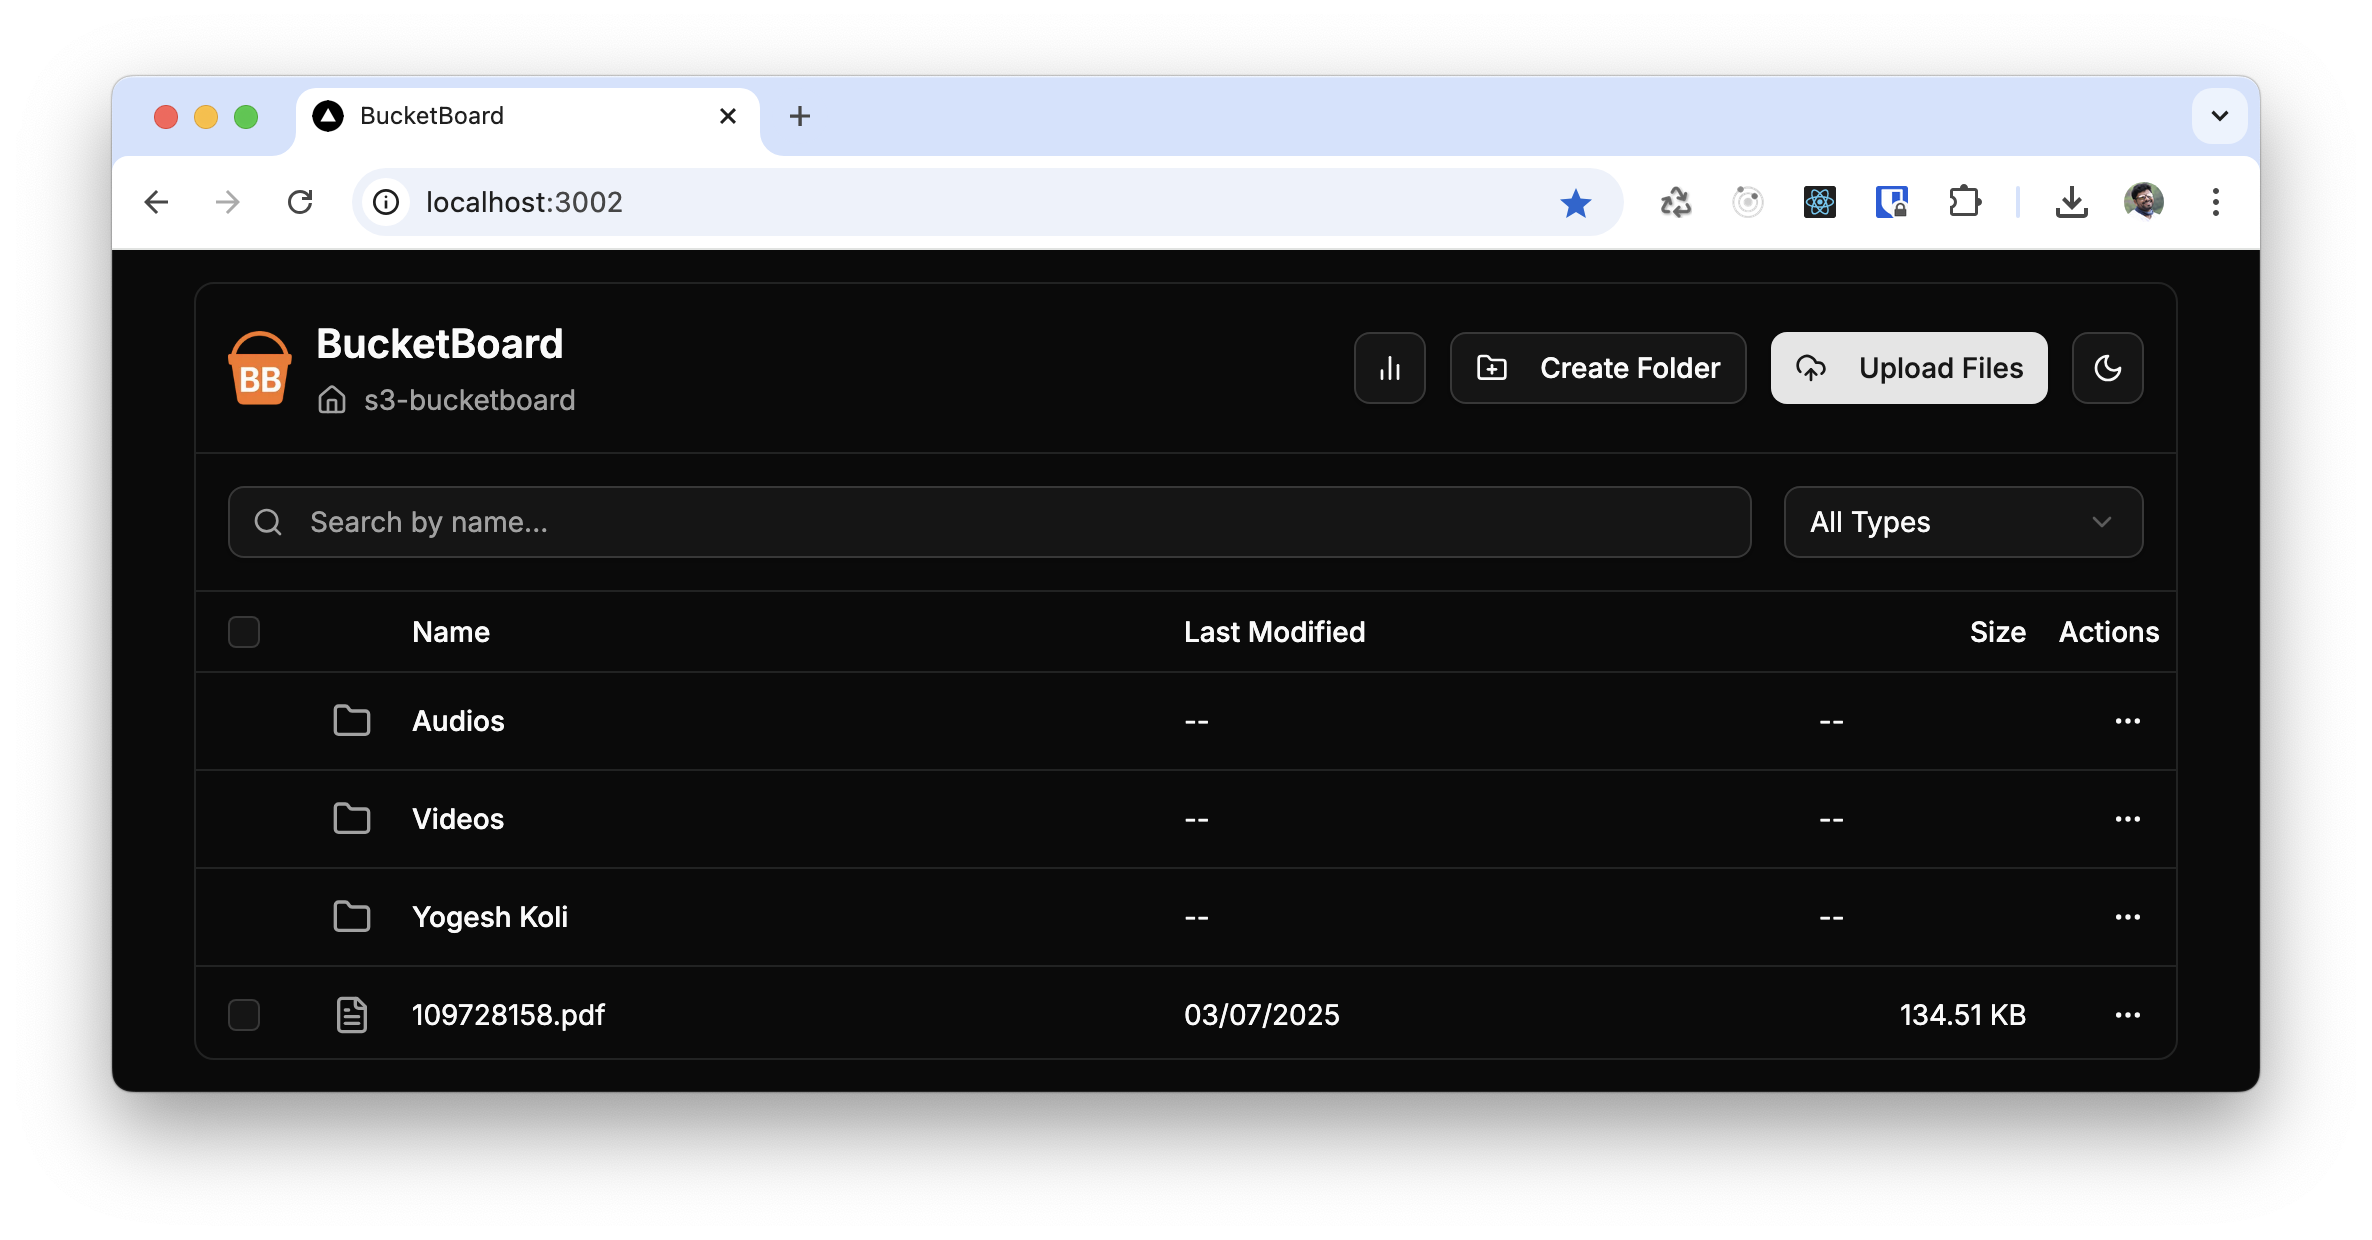 BucketBoard
localhost:3002
BB
BucketBoard
s3-bucketboard
Create Folder
Upload Files
Search by name...
All Types
Name Last Modified Size Actions
Audios -- --
Videos -- --
Yogesh Koli -- --
109728158.pdf 03/07/2025 134.51 KB